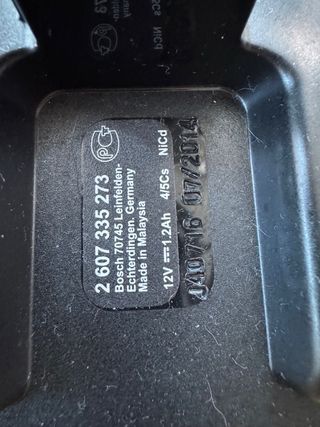 2 607 335 273
Bosch 70745 Leinfelden-
Echterdingen. Germany
Made in Malaysia
12V ⎓ 1.2Ah 4/5Cs NiCd
140716 07/2014